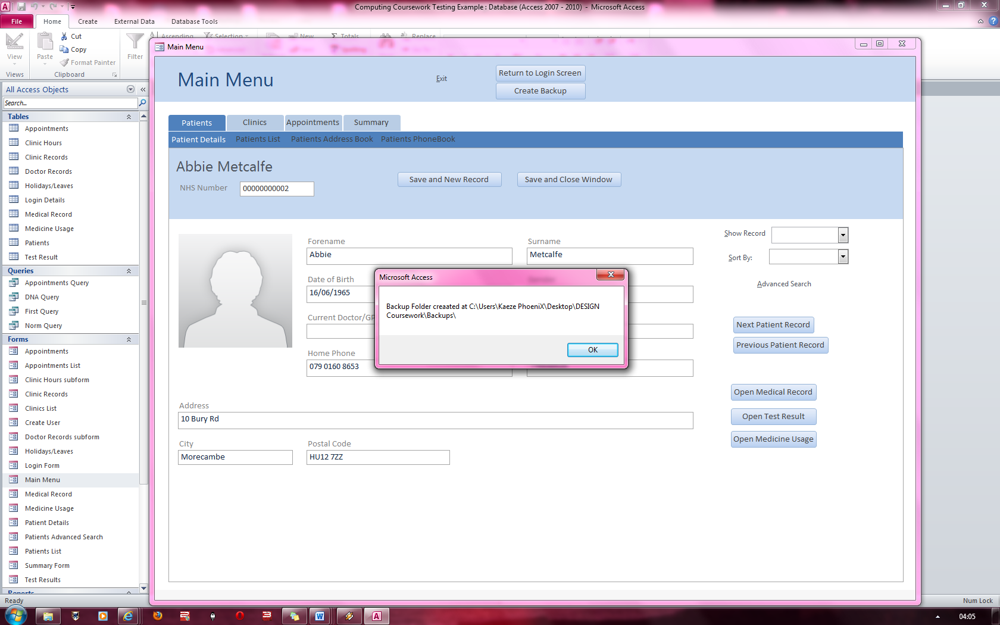 Computing Coursework Testing Example : Database (Access 2007 - 2010) - Microsoft Access
File Home Create External Data Database Tools
View
Views
Paste
Cut
Copy
Format Painter
Clipboard
Filter
Ascending Selection New Totals Replace
All Access Objects
Search...
Tables
Appointments
Clinic Hours
Clinic Records
Doctor Records
Holidays/Leaves
Login Details
Medical Record
Medicine Usage
Patients
Test Result
Queries
Appointments Query
DNA Query
First Query
Norm Query
Forms
Appointments
Appointments List
Clinic Hours subform
Clinic Records
Clinics List
Create User
Doctor Records subform
Holidays/Leaves
Login Form
Main Menu
Medical Record
Medicine Usage
Patient Details
Patients Advanced Search
Patients List
Summary Form
Test Results
Reports
Main Menu
Main Menu
Exit
Return to Login Screen
Create Backup
Patients Clinics Appointments Summary
Patient Details Patients List Patients Address Book Patients PhoneBook
Abbie Metcalfe
NHS Number 00000000002
Save and New Record Save and Close Window
Forename
Abbie
Surname
Metcalfe
Date of Birth
16/06/1965
Current Doctor/GP
Home Phone
079 0160 8653
Address
10 Bury Rd
City
Morecambe
Postal Code
HU12 7ZZ
Show Record
Sort By:
Advanced Search
Next Patient Record
Previous Patient Record
Open Medical Record
Open Test Result
Open Medicine Usage
Microsoft Access
Backup Folder creaated at C:\Users\Kaeze PhoeniX\Desktop\DESIGN
Coursework\Backups\
OK
Ready
Num Lock
04:05